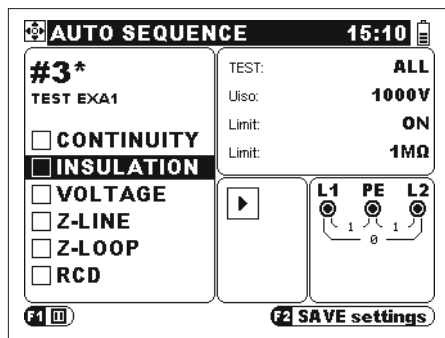 AUTO SEQUENCE 15:10
#3*
TEST EXA1
CONTINUITY
INSULATION
VOLTAGE
Z-LINE
Z-LOOP
RCD
TEST: ALL
Uiso: 1000V
Limit: ON
Limit: 1MΩ
L1 PE L2
1 1
0
F1
F2 SAVE settings